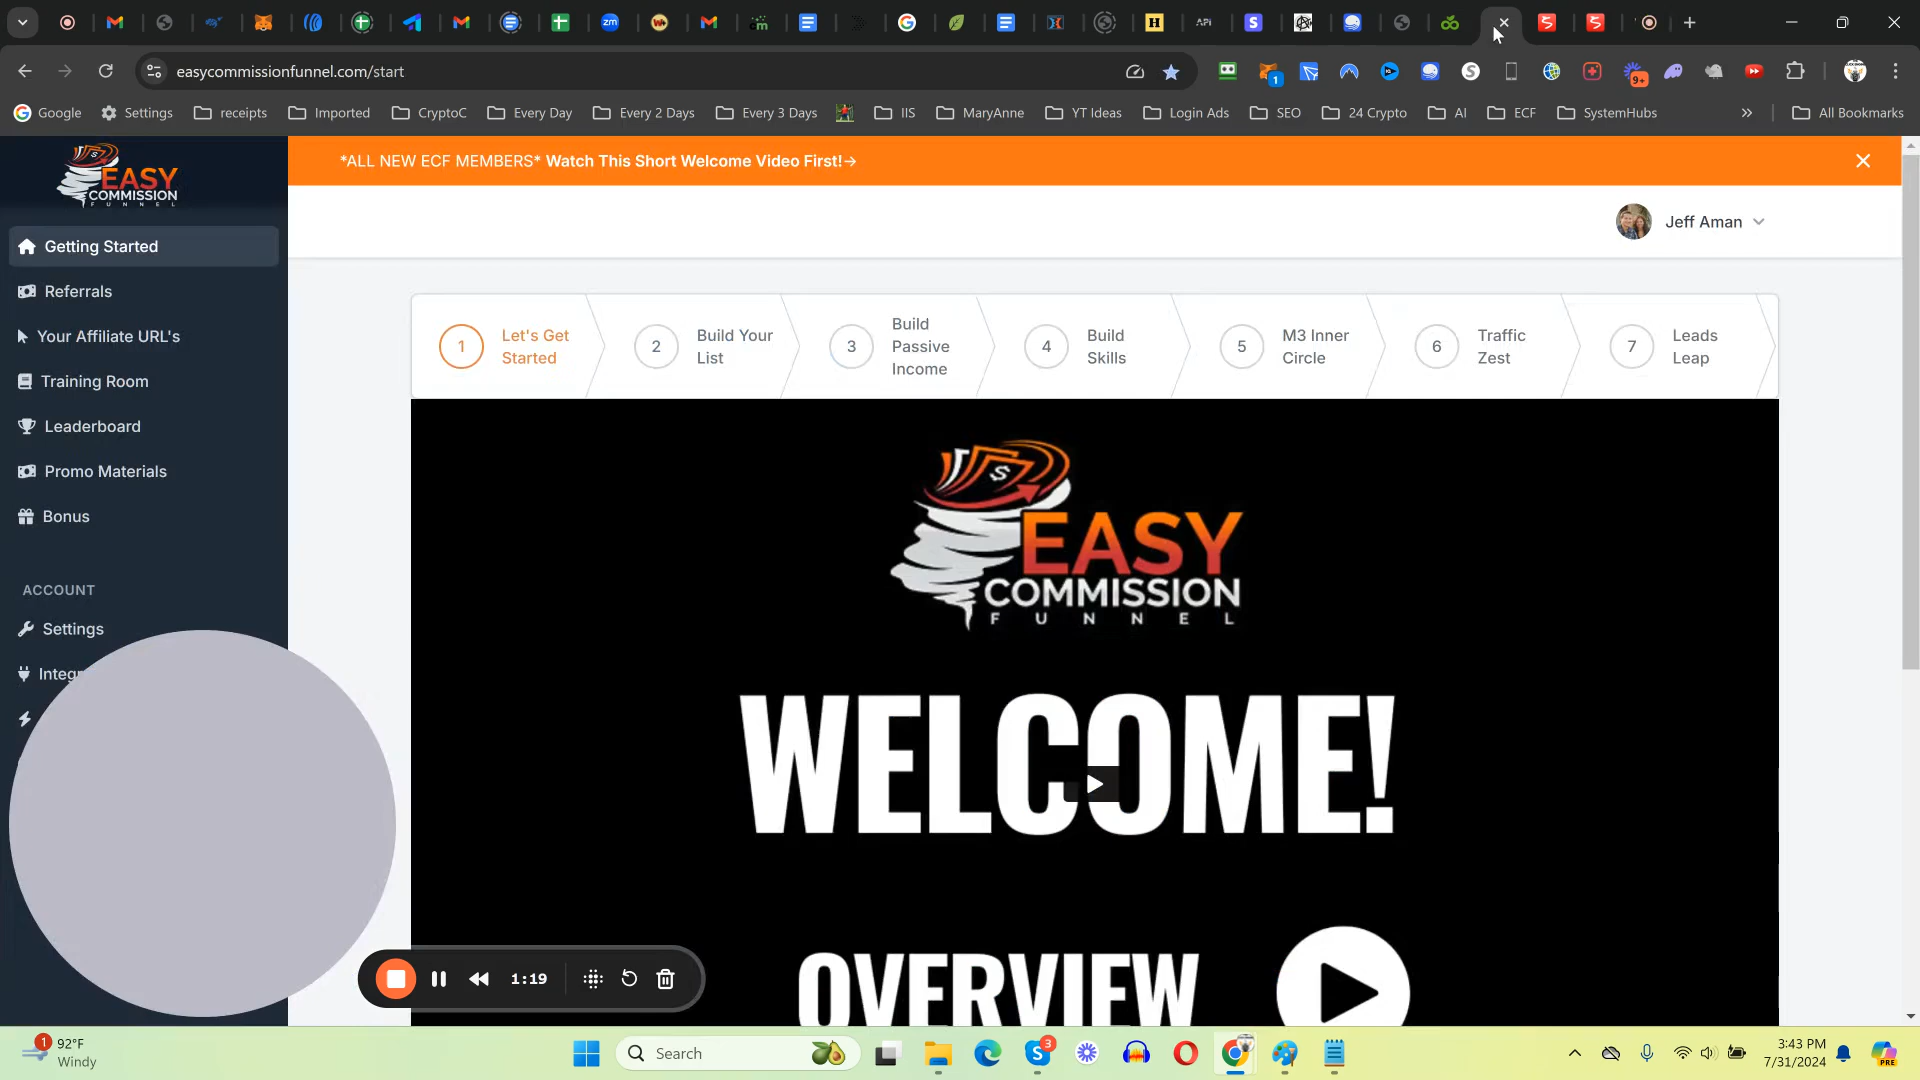 easycommissionfunnel.com/start
Google
Settings
receipts
Imported
CryptoC
Every Day
Every 2 Days
Every 3 Days
IIS
MaryAnne
YT Ideas
Login Ads
SEO
24 Crypto
AI
ECF
SystemHubs
All Bookmarks
EASY
COMMISSION
FUNNEL
*ALL NEW ECF MEMBERS* Watch This Short Welcome Video First!→
Jeff Aman
Getting Started
Referrals
Your Affiliate URL's
Training Room
Leaderboard
Promo Materials
Bonus
ACCOUNT
Settings
1 Let's Get Started
2 Build Your List
3 Build Passive Income
4 Build Skills
5 M3 Inner Circle
6 Traffic Zest
7 Leads Leap
EASY
COMMISSION
FUNNEL
WELCOME!
OVERVIEW
1:19
1
92°F
Windy
Search
3
3:43 PM
7/31/2024